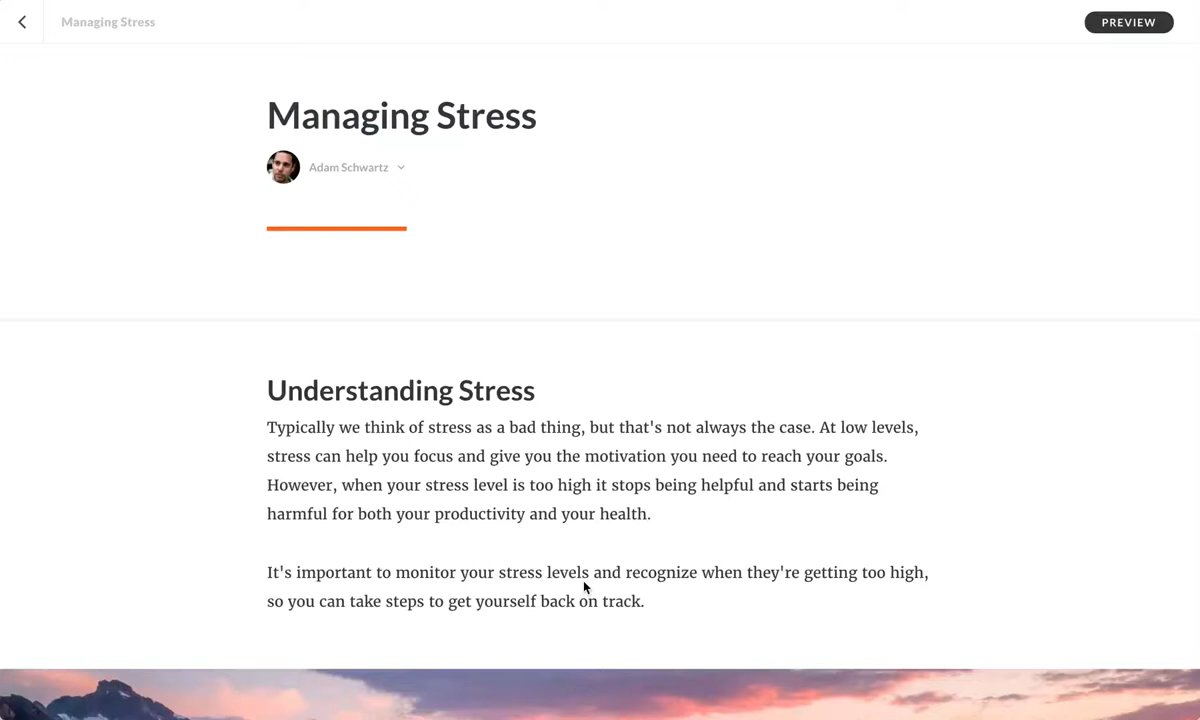 Managing Stress
PREVIEW
Managing Stress
Adam Schwartz
Understanding Stress
Typically we think of stress as a bad thing, but that's not always the case. At low levels,
stress can help you focus and give you the motivation you need to reach your goals.
However, when your stress level is too high it stops being helpful and starts being
harmful for both your productivity and your health.
It's important to monitor your stress levels and recognize when they're getting too high,
so you can take steps to get yourself back on track.